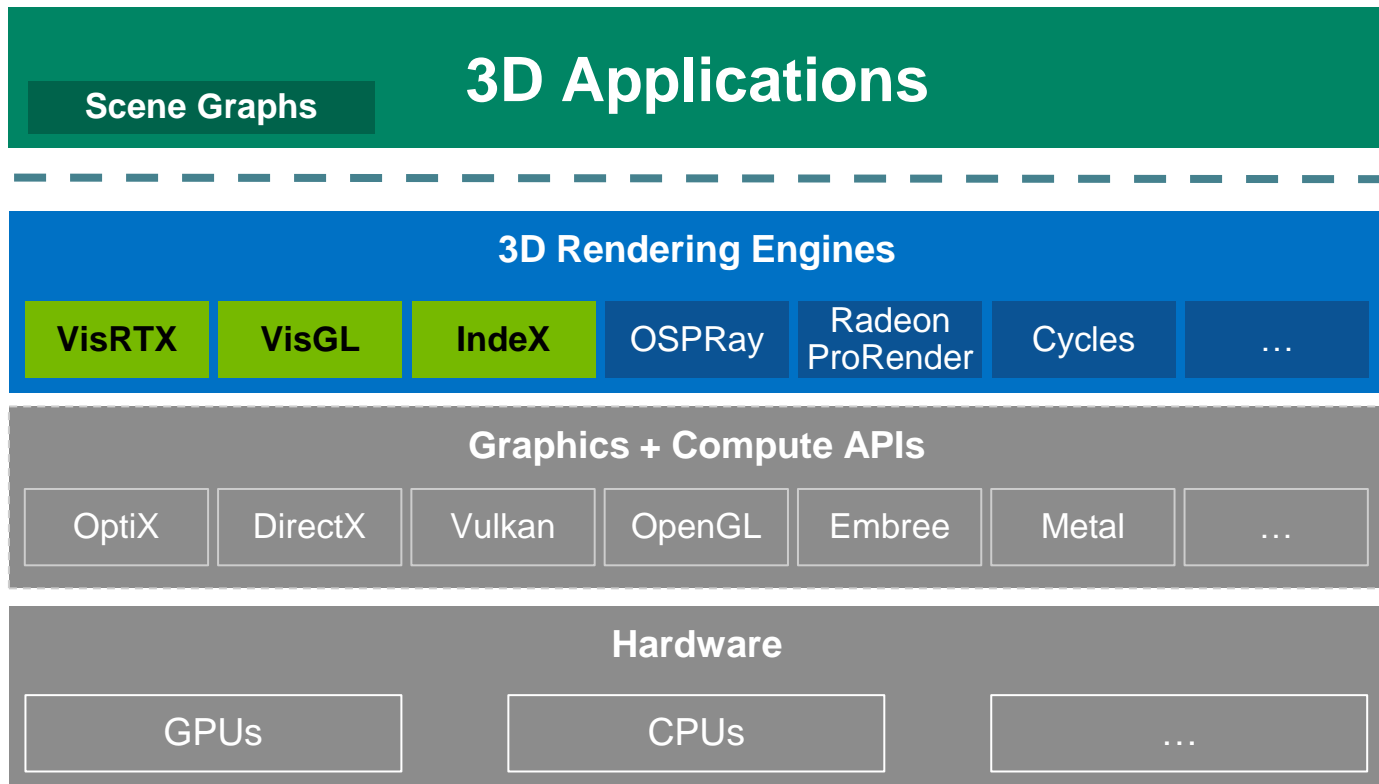 3D Applications
Scene Graphs
3D Rendering Engines
VisRTX
VisGL
IndeX
OSPRay
Radeon
ProRender
Cycles
…
Graphics + Compute APIs
OptiX
DirectX
Vulkan
OpenGL
Embree
Metal
…
Hardware
GPUs
CPUs
…